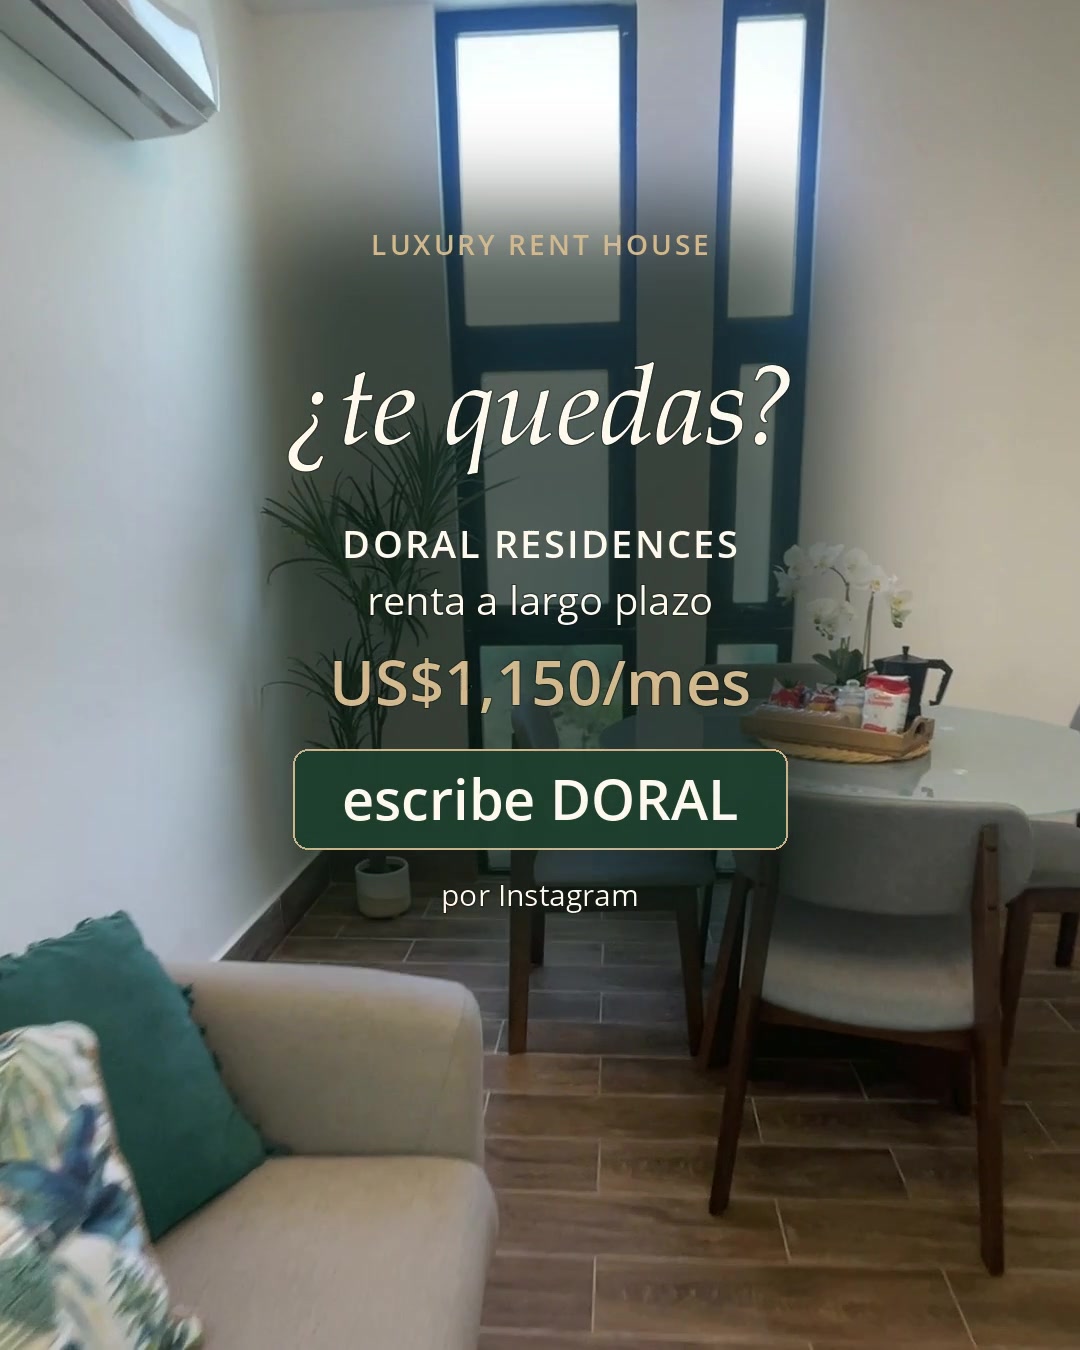 LUXURY RENT HOUSE
¿te quedas?
DORAL RESIDENCES
renta a largo plazo
US$1,150/mes
escribe DORAL
por Instagram